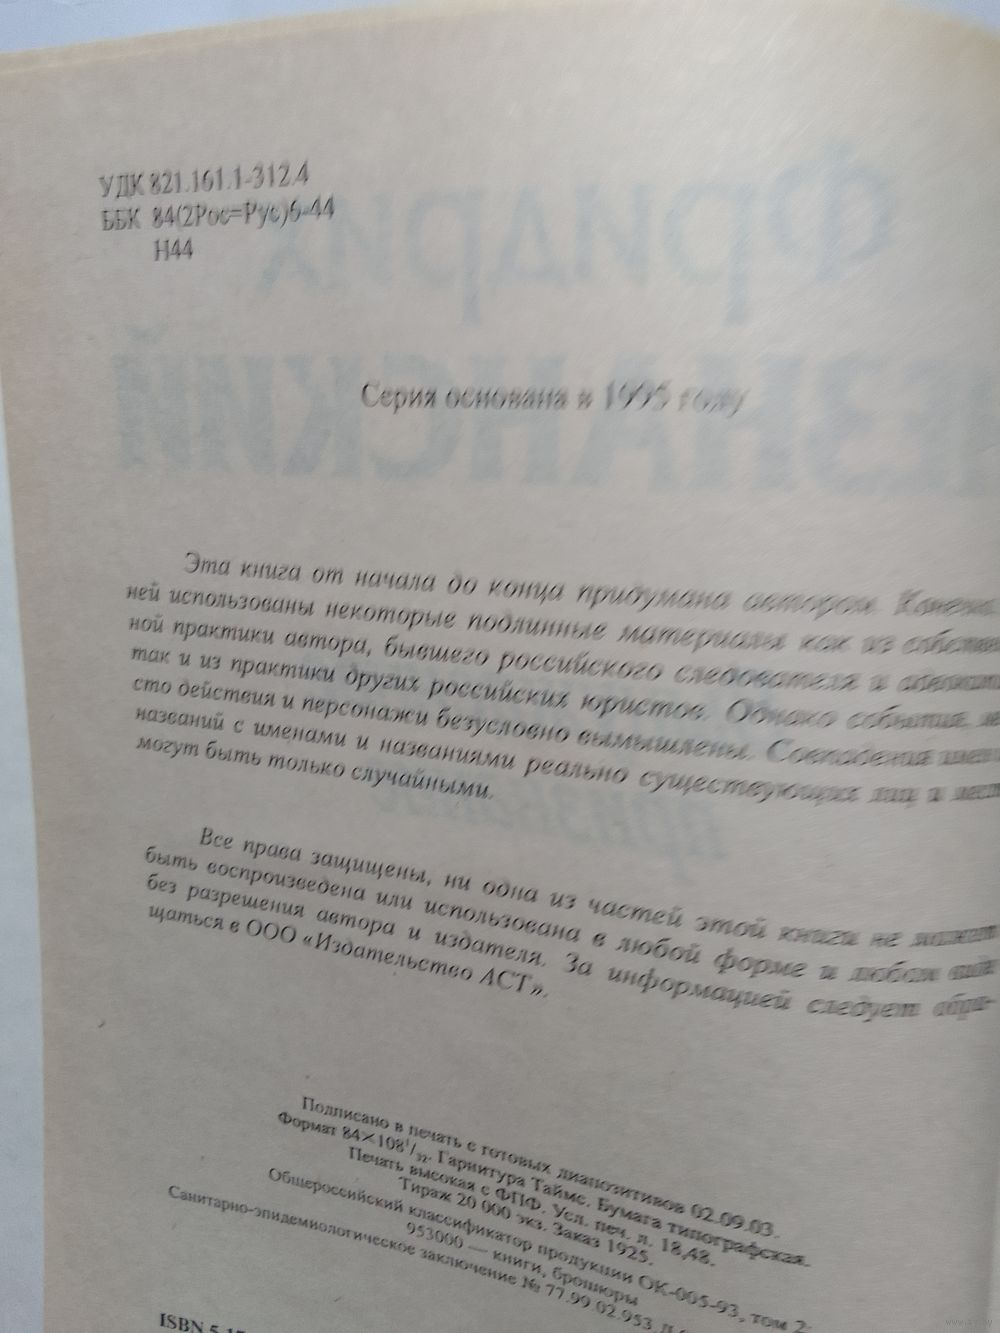 УДК 821.161.1-312.4
ББК 84(2Рос=Рус)6-44
Н44
Серия основана в 1995 году
Эта книга от начала до конца придумана автором.
ней использованы некоторые подлинные материалы как из
ной практики автора, бывшего российского следователя и
так и из практики других российских юристов. Однако события,
сто действия и персонажи безусловно вымышлены. Совпадения
названий с именами и названиями реально существующих лиц и
могут быть только случайными.
Все права защищены, ни одна из частей этой книги не может
быть воспроизведена или использована в любой форме и любом
без разрешения автора и издателя. За информацией следует обра-
щаться в ООО «Издательство АСТ».
Подписано в печать с готовых диапозитивов 02.09.03.
Формат 84×108¹/₃₂. Гарнитура Таймс. Бумага типографская.
Печать высокая с ФПФ. Усл. печ. л. 18,48.
Тираж 20 000 экз. Заказ 1925.
Общероссийский классификатор продукции ОК-005-93, том 2;
953000 — книги, брошюры
Санитарно-эпидемиологическое заключение № 77.99.02.953
ISBN